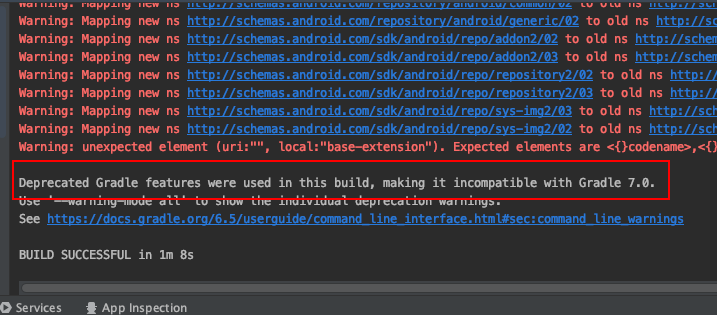 Warning: Mapping new ns http://schemas.android.com/repository/android/common/02 to old ns http://sche
Warning: Mapping new ns http://schemas.android.com/repository/android/generic/02 to old ns http://sch
Warning: Mapping new ns http://schemas.android.com/sdk/android/repo/addon2/02 to old ns http://schema
Warning: Mapping new ns http://schemas.android.com/sdk/android/repo/addon2/03 to old ns http://schema
Warning: Mapping new ns http://schemas.android.com/sdk/android/repo/repository2/02 to old ns http://
Warning: Mapping new ns http://schemas.android.com/sdk/android/repo/repository2/03 to old ns http://
Warning: Mapping new ns http://schemas.android.com/sdk/android/repo/sys-img2/03 to old ns http://sche
Warning: Mapping new ns http://schemas.android.com/sdk/android/repo/sys-img2/02 to old ns http://sche
Warning: unexpected element (uri:"", local:"base-extension"). Expected elements are <{}codename>,<{}
Deprecated Gradle features were used in this build, making it incompatible with Gradle 7.0.
Use '--warning-mode all' to show the individual deprecation warnings.
See https://docs.gradle.org/6.5/userguide/command_line_interface.html#sec:command_line_warnings
BUILD SUCCESSFUL in 1m 8s
Services
App Inspection